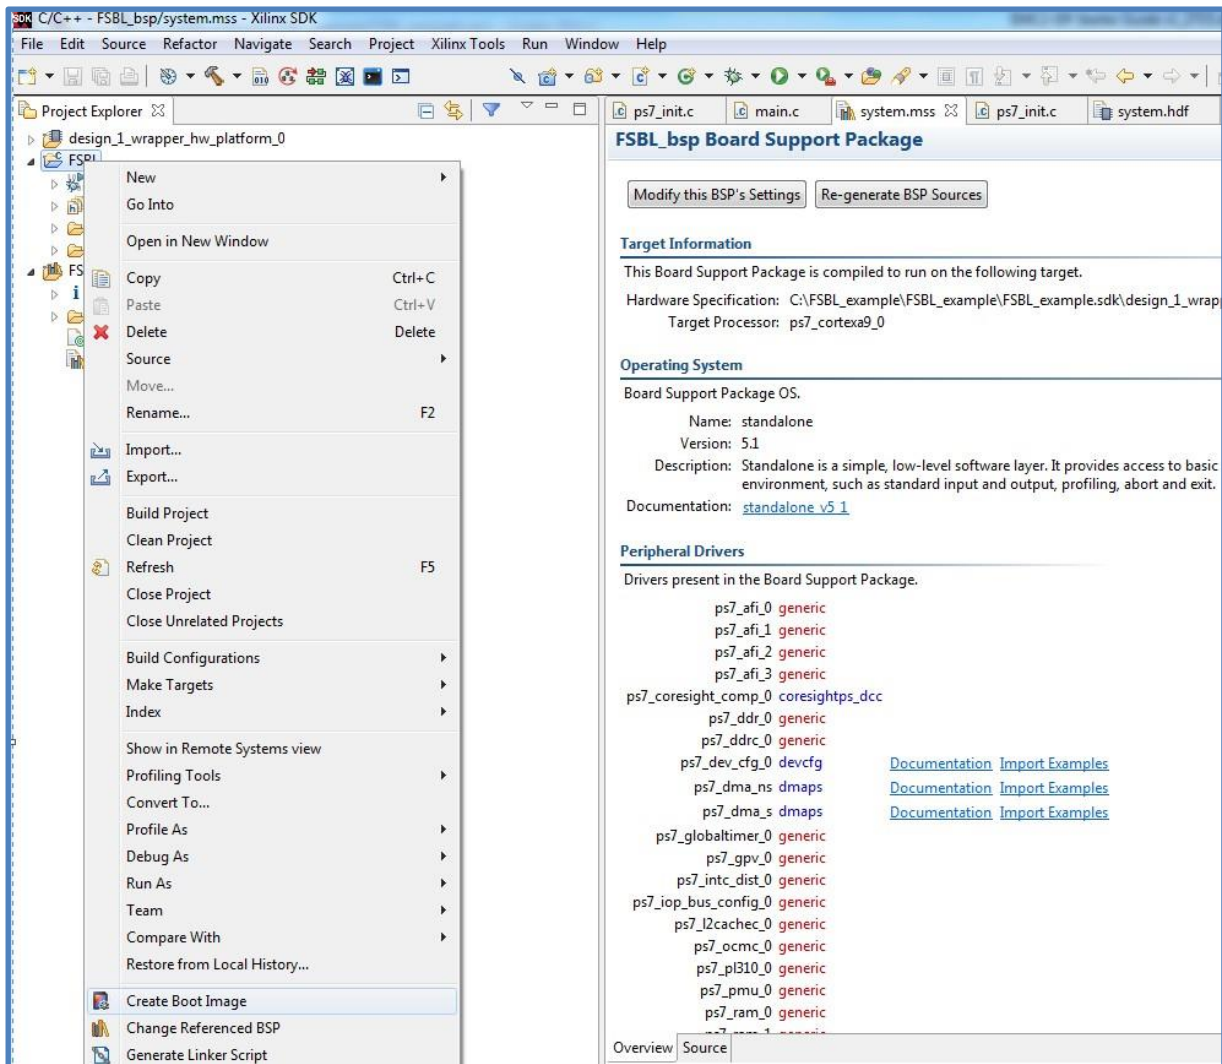 C/C++ - FSBL_bsp/system.mss - Xilinx SDK
File Edit Source Refactor Navigate Search Project Xilinx Tools Run Window Help
Project Explorer
design_1_wrapper_hw_platform_0
FSBL
FS
New
Go Into
Open in New Window
Copy Ctrl+C
Paste Ctrl+V
Delete Delete
Source
Move...
Rename... F2
Import...
Export...
Build Project
Clean Project
Refresh F5
Close Project
Close Unrelated Projects
Build Configurations
Make Targets
Index
Show in Remote Systems view
Profiling Tools
Convert To...
Profile As
Debug As
Run As
Team
Compare With
Restore from Local History...
Create Boot Image
Change Referenced BSP
Generate Linker Script
ps7_init.c main.c system.mss ps7_init.c system.hdf
FSBL_bsp Board Support Package
Modify this BSP's Settings Re-generate BSP Sources
Target Information
This Board Support Package is compiled to run on the following target.
Hardware Specification: C:\FSBL_example\FSBL_example\FSBL_example.sdk\design_1_wrap
Target Processor: ps7_cortexa9_0
Operating System
Board Support Package OS.
Name: standalone
Version: 5.1
Description: Standalone is a simple, low-level software layer. It provides access to basic
environment, such as standard input and output, profiling, abort and exit.
Documentation: standalone_v5_1
Peripheral Drivers
Drivers present in the Board Support Package.
ps7_afi_0 generic
ps7_afi_1 generic
ps7_afi_2 generic
ps7_afi_3 generic
ps7_coresight_comp_0 coresightps_dcc
ps7_ddr_0 generic
ps7_ddrc_0 generic
ps7_dev_cfg_0 devcfg Documentation Import Examples
ps7_dma_ns dmaps Documentation Import Examples
ps7_dma_s dmaps Documentation Import Examples
ps7_globaltimer_0 generic
ps7_gpv_0 generic
ps7_intc_dist_0 generic
ps7_iop_bus_config_0 generic
ps7_l2cachec_0 generic
ps7_ocmc_0 generic
ps7_pl310_0 generic
ps7_pmu_0 generic
ps7_ram_0 generic
ps7_ram_1 generic
Overview Source